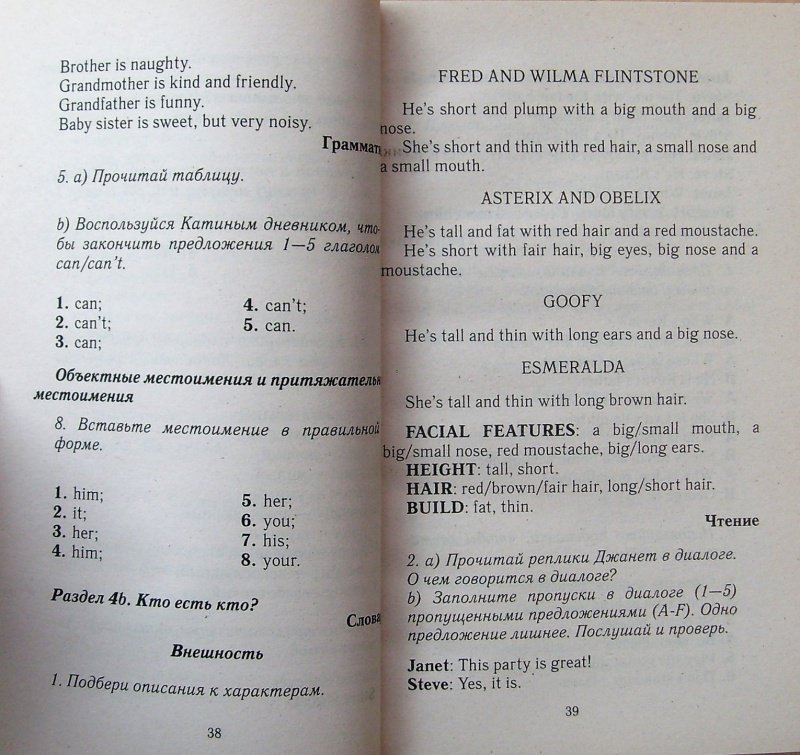 Brother is naughty.
Grandmother is kind and friendly.
Grandfather is funny.
Baby sister is sweet, but very noisy.
Граммат
5. а) Прочитай таблицу.
b) Воспользуйся Катиным дневником, что-
бы закончить предложения 1—5 глаголом
can/can't.
1. can;
2. can't;
3. can;
4. can't;
5. can.
Объектные местоимения и притяжательн
местоимения
8. Вставьте местоимение в правильной
форме.
1. him;
2. it;
3. her;
4. him;
5. her;
6. you;
7. his;
8. your.
Раздел 4b. Кто есть кто?
Слова
Внешность
1. Подбери описания к характерам.
38
FRED AND WILMA FLINTSTONE
He's short and plump with a big mouth and a big
nose.
She's short and thin with red hair, a small nose and
a small mouth.
ASTERIX AND OBELIX
He's tall and fat with red hair and a red moustache.
He's short with fair hair, big eyes, big nose and a
moustache.
GOOFY
He's tall and thin with long ears and a big nose.
ESMERALDA
She's tall and thin with long brown hair.
FACIAL FEATURES: a big/small mouth, a
big/small nose, red moustache, big/long ears.
HEIGHT: tall, short.
HAIR: red/brown/fair hair, long/short hair.
BUILD: fat, thin.
Чтение
2. а) Прочитай реплики Джанет в диалоге.
О чем говорится в диалоге?
b) Заполните пропуски в диалоге (1—5)
пропущенными предложениями (A-F). Одно
предложение лишнее. Послушай и проверь.
Janet: This party is great!
Steve: Yes, it is.
39